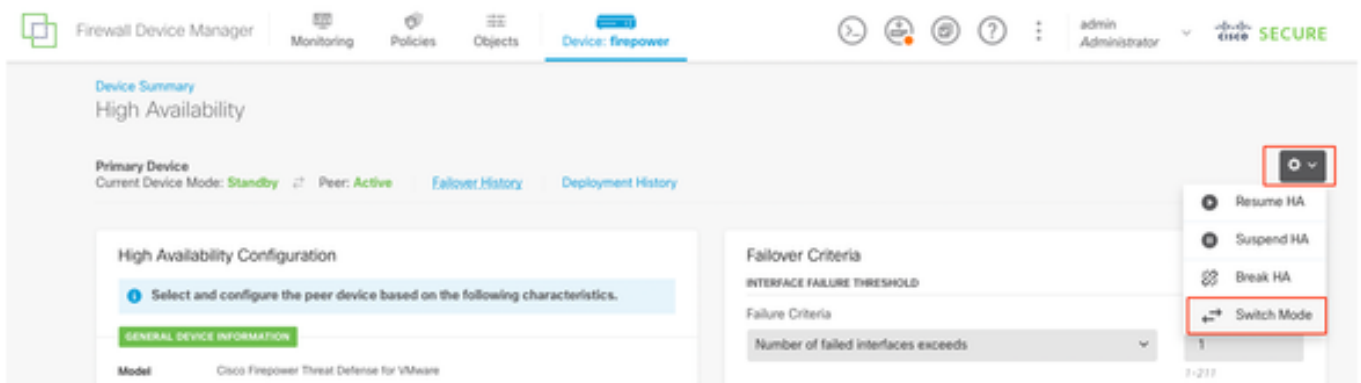 Firewall Device Manager
Monitoring
Policies
Objects
Device: firepower
admin
Administrator
cisco SECURE
Device Summary
High Availability
Primary Device
Current Device Mode: Standby Peer: Active Failover History Deployment History
Resume HA
Suspend HA
Break HA
Switch Mode
High Availability Configuration
Select and configure the peer device based on the following characteristics.
GENERAL DEVICE INFORMATION
Model Cisco Firepower Threat Defense for VMware
Failover Criteria
INTERFACE FAILURE THRESHOLD
Failure Criteria
Number of failed interfaces exceeds
1
1-211